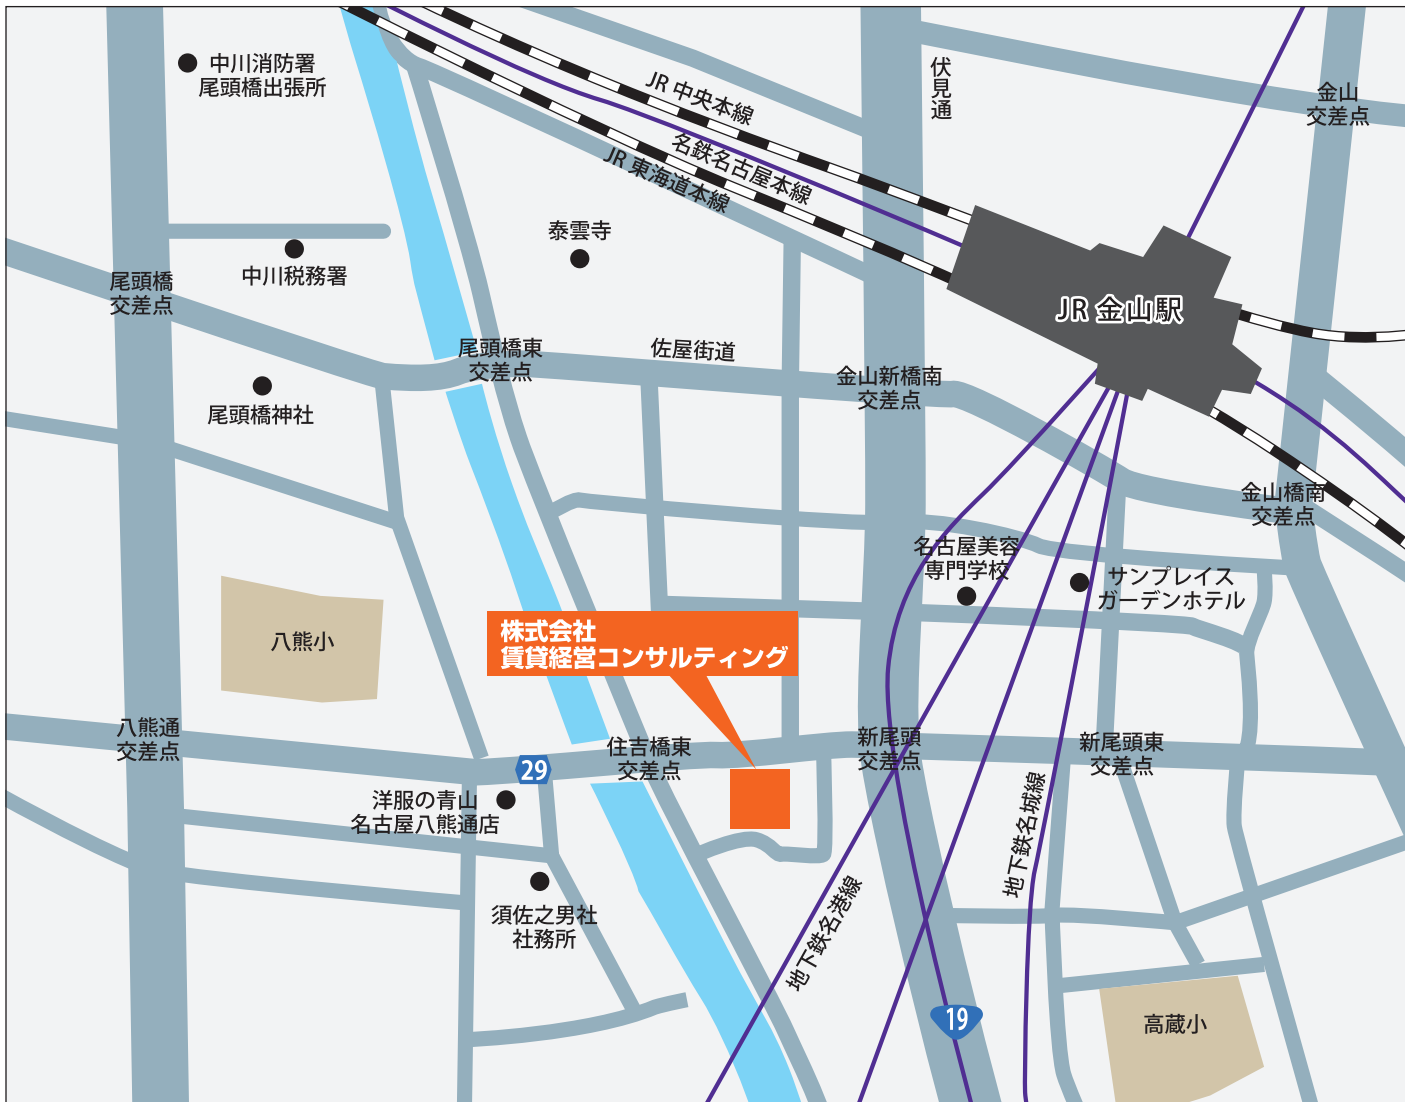 中川消防署
尾頭橋出張所
JR 中央本線
伏見通
金山
交差点
名鉄名古屋本線
JR 東海道本線
泰雲寺
中川税務署
尾頭橋
交差点
JR 金山駅
尾頭橋東
交差点
佐屋街道
金山新橋南
交差点
尾頭橋神社
金山橋南
交差点
名古屋美容
専門学校
サンプレイス
ガーデンホテル
八熊小
株式会社
賃貸経営コンサルティング
八熊通
交差点
住吉橋東
交差点
新尾頭
交差点
新尾頭東
交差点
29
洋服の青山
名古屋八熊通店
地下鉄名城線
地下鉄名港線
須佐之男社
社務所
19
高蔵小